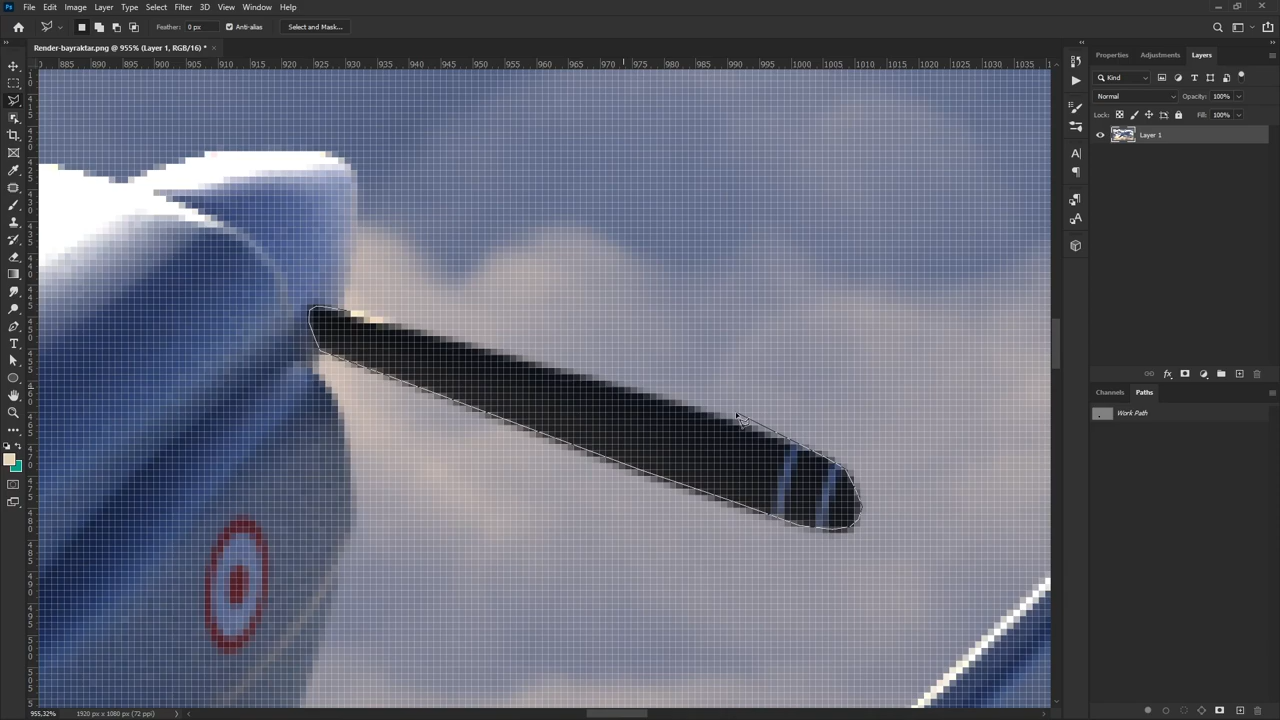 Ps File Edit Image Layer Type Select Filter 3D View Window Help
Feather: 0 px Anti-alias Select and Mask...
Render-bayraktar.png @ 955% (Layer 1, RGB/16) * ×
885 890 895 900 905 910 915 920 925 930 935 940 945 950 955 960 965 970 975 980 985 990 995 1000 1005 1010 1015 1020 1025 1030 1035
Properties Adjustments Layers
Kind
Normal Opacity: 100%
Lock: Fill: 100%
Layer 1
Channels Paths
Work Path
955,32% 1920 px x 1080 px (72 ppi)